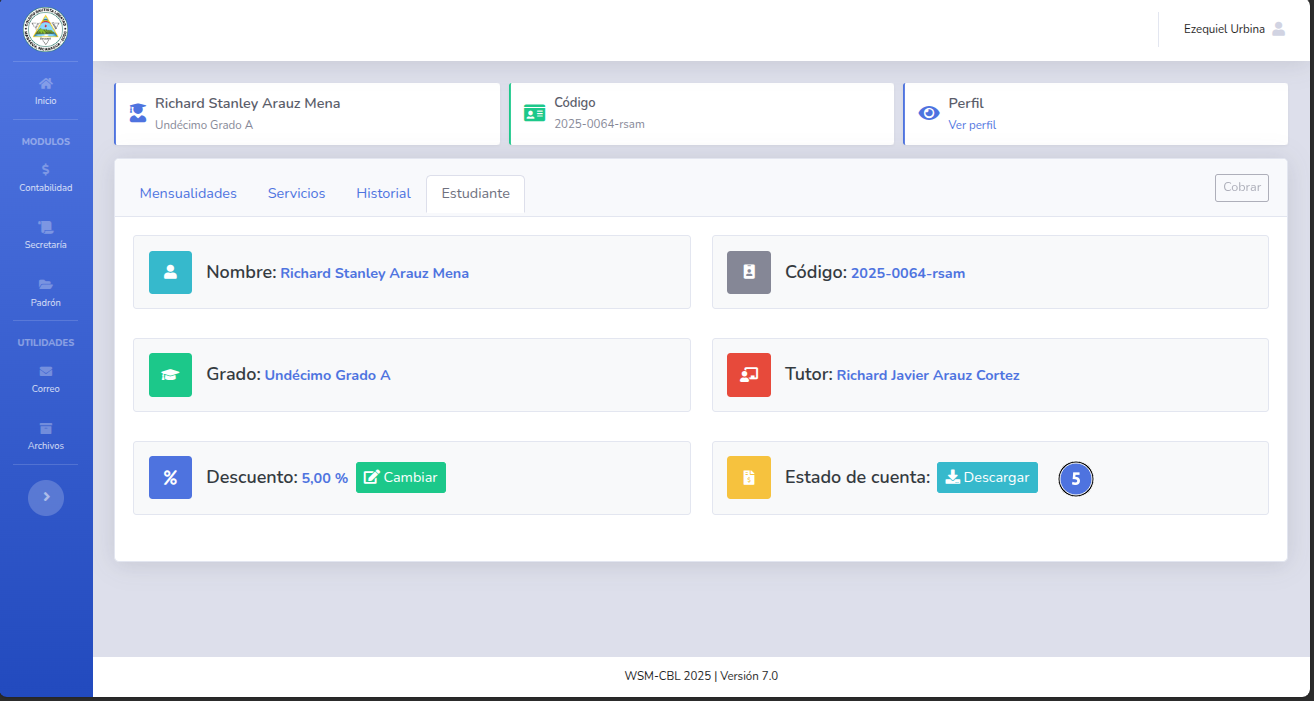 Ezequiel Urbina
Inicio
MODULOS
Contabilidad
Secretaría
Padrón
UTILIDADES
Correo
Archivos
Richard Stanley Arauz Mena
Undécimo Grado A
Código
2025-0064-rsam
Perfil
Ver perfil
Mensualidades
Servicios
Historial
Estudiante
Cobrar
Nombre: Richard Stanley Arauz Mena
Código: 2025-0064-rsam
Grado: Undécimo Grado A
Tutor: Richard Javier Arauz Cortez
Descuento: 5,00 % Cambiar
Estado de cuenta: Descargar
5
WSM-CBL 2025 | Versión 7.0